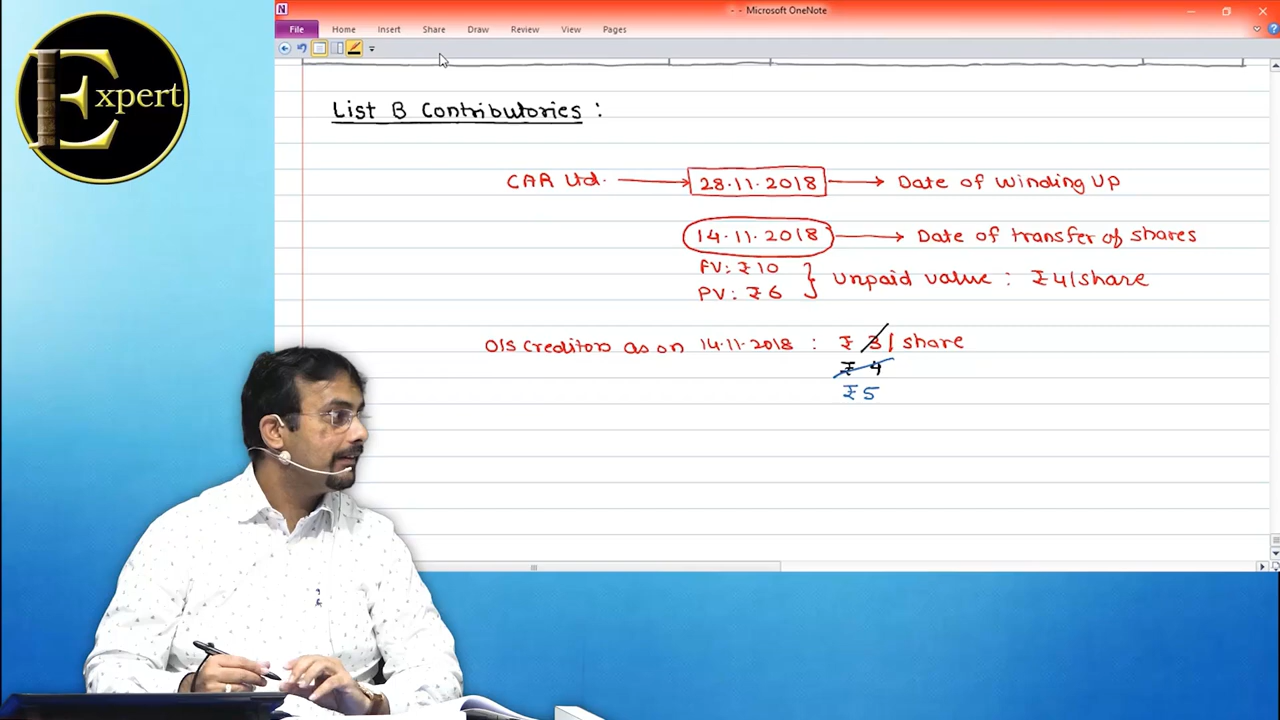 Expert
- - Microsoft OneNote
File Home Insert Share Draw Review View Pages
List B Contributories :
CAR Ltd. → 28.11.2018 → Date of Winding Up
14.11.2018 → Date of transfer of shares
FV: ₹10
PV: ₹6
Unpaid value : ₹4/share
O/S Creditors as on 14.11.2018 : ₹ 3/ share
₹ 4
₹ 5